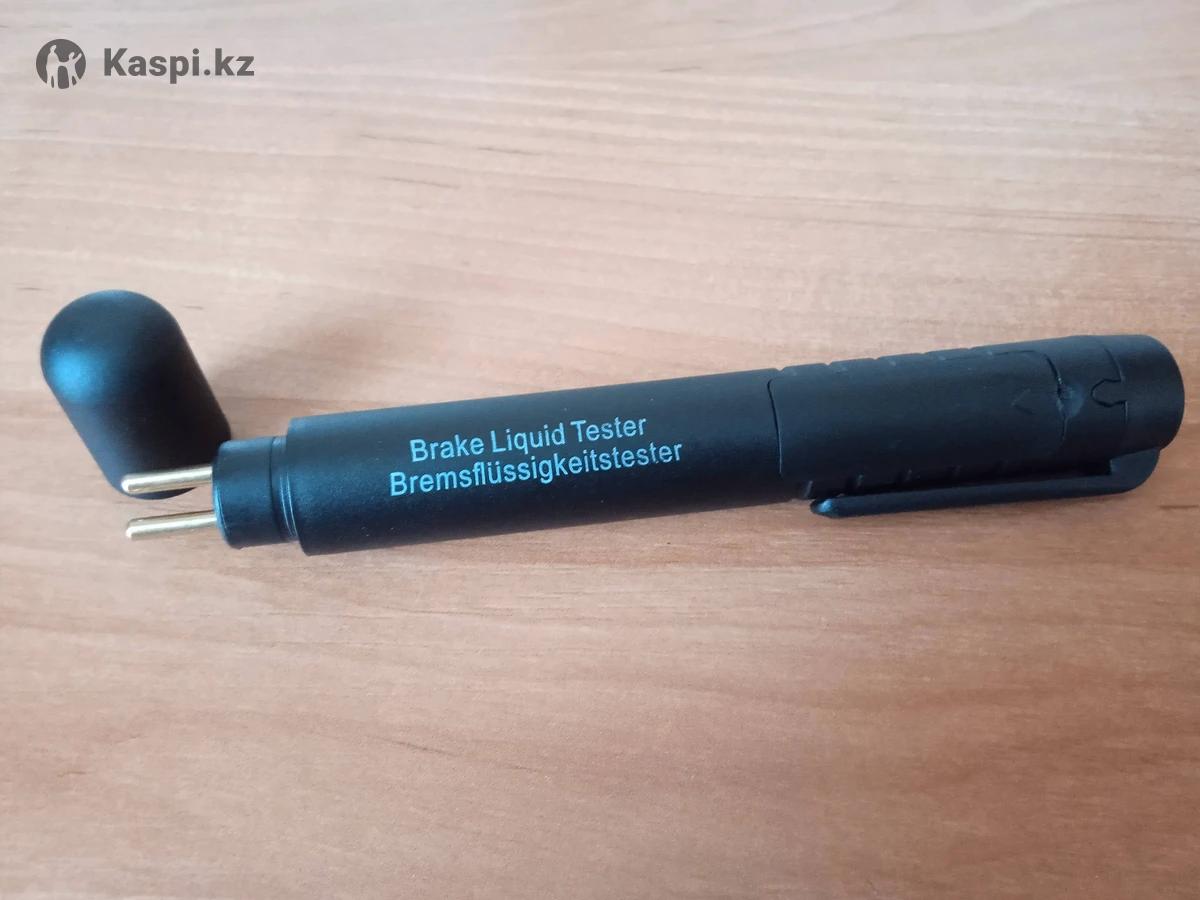 Kaspi.kz
Brake Liquid Tester
Bremsflüssigkeitstester